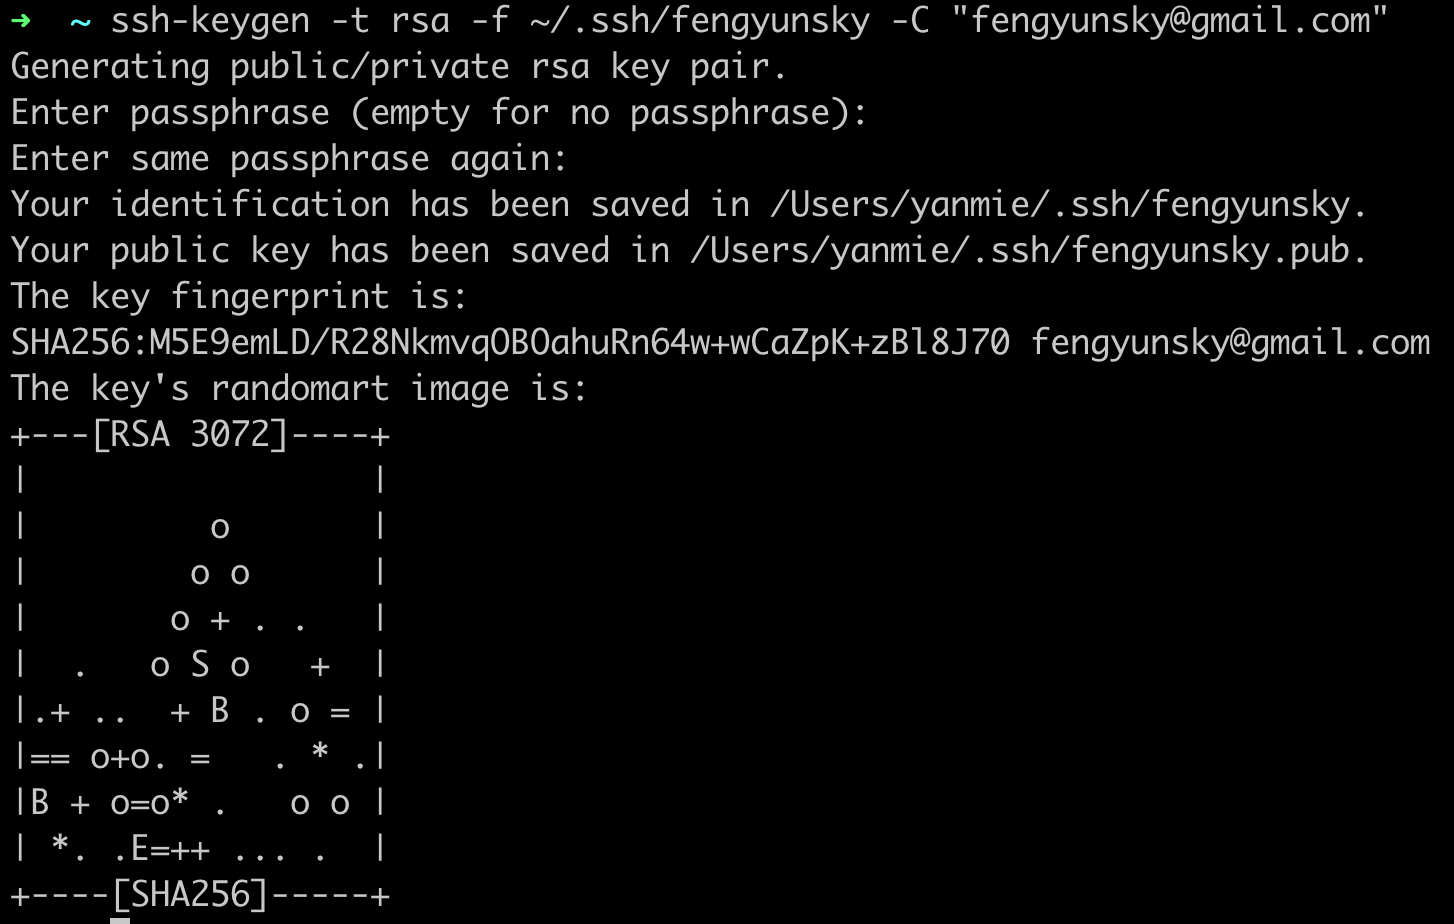 ➜  ~ ssh-keygen -t rsa -f ~/.ssh/fengyunsky -C "fengyunsky@gmail.com"
Generating public/private rsa key pair.
Enter passphrase (empty for no passphrase):
Enter same passphrase again:
Your identification has been saved in /Users/yanmie/.ssh/fengyunsky.
Your public key has been saved in /Users/yanmie/.ssh/fengyunsky.pub.
The key fingerprint is:
SHA256:M5E9emLD/R28NkmvqOBOahuRn64w+wCaZpK+zBl8J70 fengyunsky@gmail.com
The key's randomart image is:
+---[RSA 3072]----+
|                 |
|         o       |
|        o o      |
|       o + . .   |
|  .   o S o   +  |
|.+ ..  + B . o = |
|== o+o. =   . * .|
|B + o=o* .   o o |
| *. .E=++ ... .  |
+----[SHA256]-----+